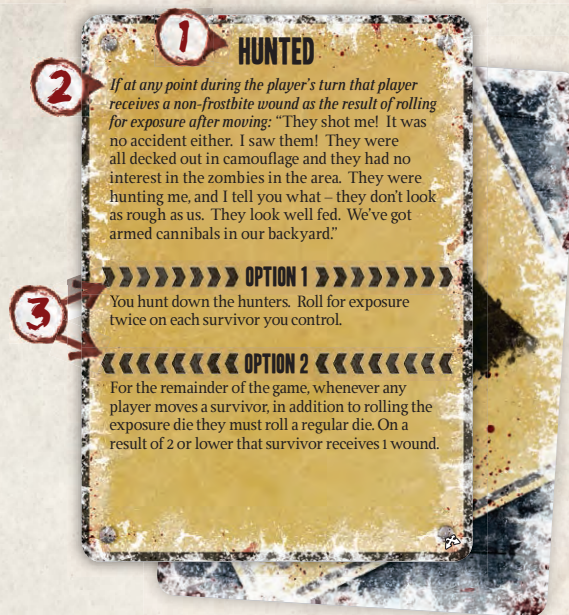 1
HUNTED
2
If at any point during the player's turn that player
receives a non-frostbite wound as the result of rolling
for exposure after moving: “They shot me!  It was
no accident either.  I saw them!  They were
all decked out in camouflage and they had no
interest in the zombies in the area.  They were
hunting me, and I tell you what – they don't look
as rough as us.  They look well fed.  We've got
armed cannibals in our backyard.”
OPTION 1
3
You hunt down the hunters.  Roll for exposure
twice on each survivor you control.
OPTION 2
For the remainder of the game, whenever any
player moves a survivor, in addition to rolling the
exposure die they must roll a regular die. On a
result of 2 or lower that survivor receives 1 wound.